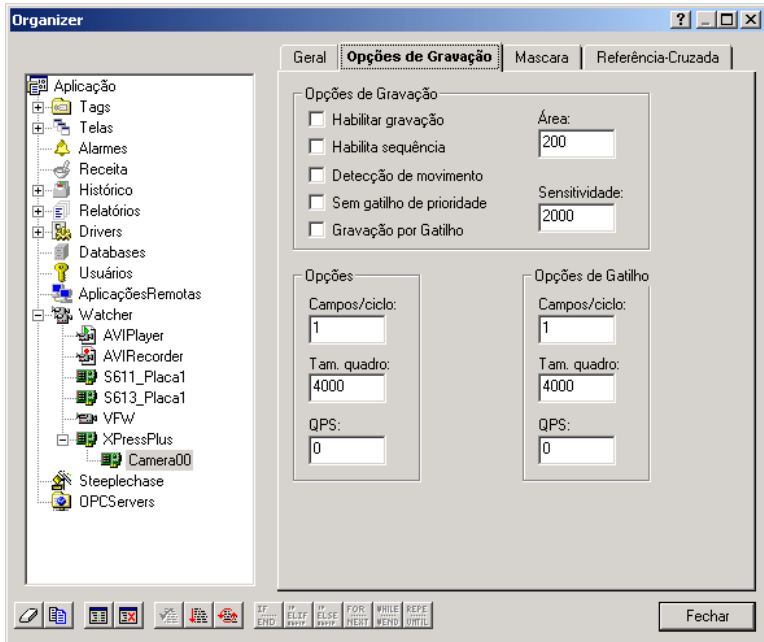 Organizer
Geral
Opções de Gravação
Mascara
Referência-Cruzada
Aplicação
Tags
Telas
Alarmes
Receita
Histórico
Relatórios
Drivers
Databases
Usuários
AplicaçõesRemotas
Watcher
AVIPlayer
AVIRecorder
S611_Placa1
S613_Placa1
VFW
XPressPlus
Camera00
Steeplechase
OPCServers
Opções de Gravação
Habilitar gravação
Habilita sequência
Detecção de movimento
Sem gatilho de prioridade
Gravação por Gatilho
Área:
200
Sensitividade:
2000
Opções
Campos/ciclo:
1
Tam. quadro:
4000
QPS:
0
Opções de Gatilho
Campos/ciclo:
1
Tam. quadro:
4000
QPS:
0
IF
END
IF
ELIF
ENDIF
IF
ELSE
ENDIF
FOR
NEXT
WHILE
WEND
REPE
UNTIL
Fechar